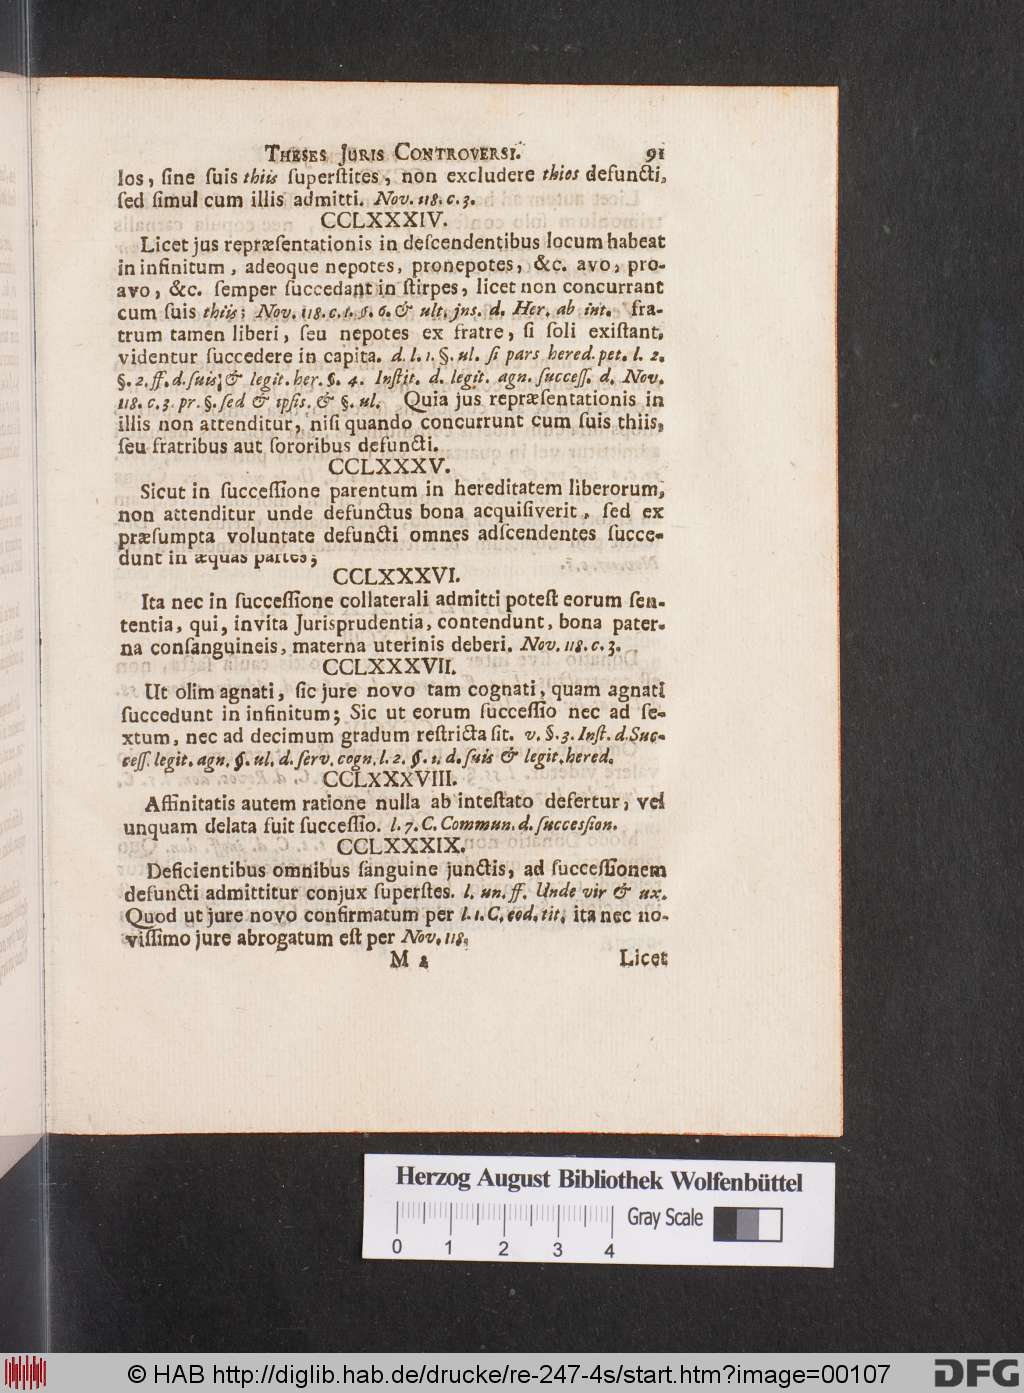 THESES JURIS CONTROVERSI. 91
los, ſine ſuis thiis ſuperſtites, non excludere thios defuncti,
ſed ſimul cum illis admitti. Nov. 118. c. 3.
CCLXXXIV.
Licet jus repræſentationis in deſcendentibus locum habeat
in infinitum, adeoque nepotes, pronepotes, &c. avo, pro-
avo, &c. ſemper ſuccedant in ſtirpes, licet non concurrant
cum ſuis thiis; Nov. 118. c. 1. §. 6. & ult. jns. d. Her. ab int. fra-
trum tamen liberi, ſeu nepotes ex fratre, ſi ſoli exiſtant,
videntur ſuccedere in capita. d. l. 1. §. ul. ſi pars hered. pet. l. 2.
§. 2. ff. d. ſuis; & legit. her. §. 4. Inſtit. d. legit. agn. ſucceſſ. d. Nov.
118. c. 3. pr. §. ſed & ipſis. & §. ul. Quia jus repræſentationis in
illis non attenditur, niſi quando concurrunt cum ſuis thiis,
ſeu fratribus aut ſororibus defuncti.
CCLXXXV.
Sicut in ſucceſſione parentum in hereditatem liberorum,
non attenditur unde defunctus bona acquiſiverit, ſed ex
præſumpta voluntate defuncti omnes adſcendentes ſucce-
dunt in æquas partes;
CCLXXXVI.
Ita nec in ſucceſſione collaterali admitti poteſt eorum ſen-
tentia, qui, invita Jurisprudentia, contendunt, bona pater-
na conſanguineis, materna uterinis deberi. Nov. 118. c. 3.
CCLXXXVII.
Ut olim agnati, ſic jure novo tam cognati, quam agnati
ſuccedunt in infinitum; Sic ut eorum ſucceſſio nec ad ſe-
xtum, nec ad decimum gradum reſtricta ſit. v. §. 3. Inſt. d. Suc-
ceſſ. legit. agn. §. ul. d. ſerv. cogn. l. 2. §. 1. d. ſuis & legit. hered.
CCLXXXVIII.
Affinitatis autem ratione nulla ab inteſtato defertur, vel
unquam delata fuit ſucceſſio. l. 7. C. Commun. d. ſuccesſion.
CCLXXXIX.
Deficientibus omnibus ſanguine junctis, ad ſucceſſionem
defuncti admittitur conjux ſuperſtes. l. un. ff. Unde vir & ux.
Quod ut jure novo confirmatum per l. 1. C. eod. tit. ita nec no-
viſſimo jure abrogatum eſt per Nov. 118.
M 2 Licet
Herzog August Bibliothek Wolfenbüttel
Gray Scale
0 1 2 3 4
© HAB http://diglib.hab.de/drucke/re-247-4s/start.htm?image=00107 DFG